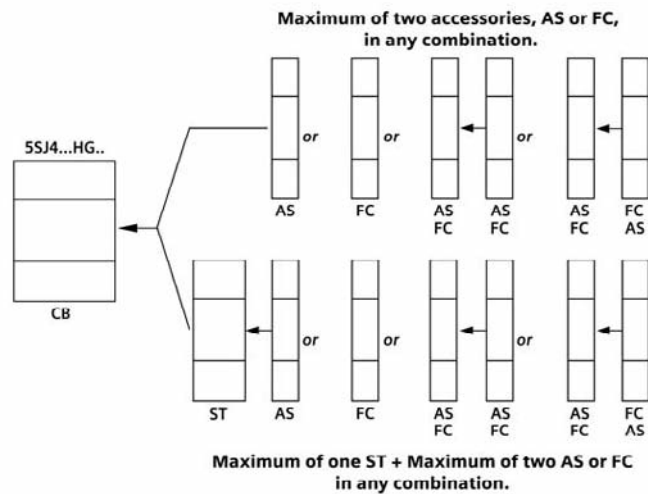 Maximum of two accessories, AS or FC,
in any combination.
5SJ4...HG..
or or or
AS FC AS AS AS FC
FC FC FC AS
CB
or or or
ST AS FC AS AS AS FC
FC FC FC AS
Maximum of one ST + Maximum of two AS or FC
in any combination.